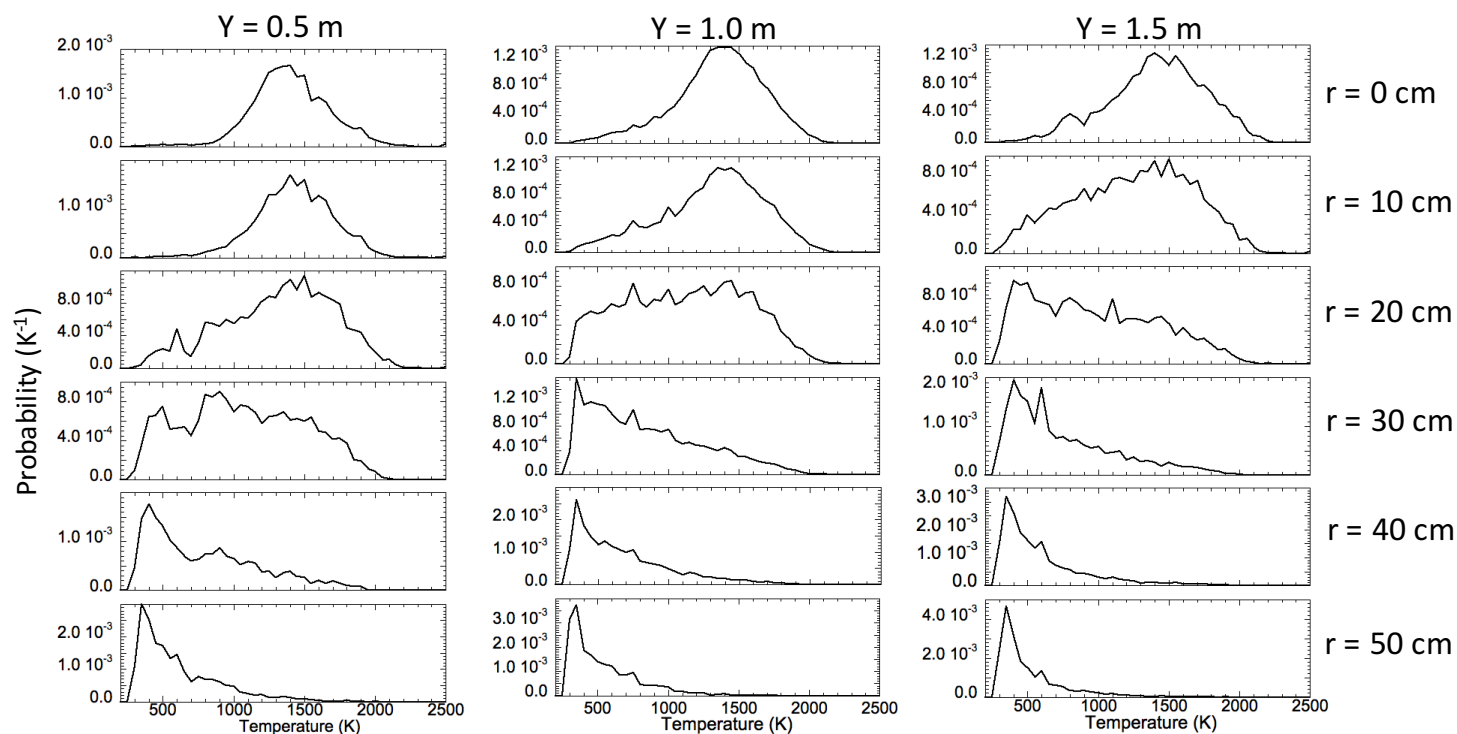 Y = 0.5 m Y = 1.0 m Y = 1.5 m
2.0 10-3 1.2 10-3 1.2 10-3
1.0 10-3 8.0 10-4 8.0 10-4
4.0 10-4 4.0 10-4
0.0 0.0 0.0
r = 0 cm
1.0 10-3 1.2 10-3 8.0 10-4
8.0 10-4 4.0 10-4
4.0 10-4
0.0 0.0 0.0
r = 10 cm
8.0 10-4 8.0 10-4 8.0 10-4
4.0 10-4 4.0 10-4 4.0 10-4
0.0 0.0 0.0
r = 20 cm
Probability (K-1)
8.0 10-4 1.2 10-3 2.0 10-3
4.0 10-4 8.0 10-4 1.0 10-3
4.0 10-4
0.0 0.0 0.0
r = 30 cm
1.0 10-3 2.0 10-3 3.0 10-3
1.0 10-3 2.0 10-3
1.0 10-3
0.0 0.0 0.0
r = 40 cm
2.0 10-3 3.0 10-3 4.0 10-3
1.0 10-3 2.0 10-3 2.0 10-3
1.0 10-3
0.0 0.0 0.0
r = 50 cm
500 1000 1500 2000 2500 500 1000 1500 2000 2500 500 1000 1500 2000 2500
Temperature (K) Temperature (K) Temperature (K)